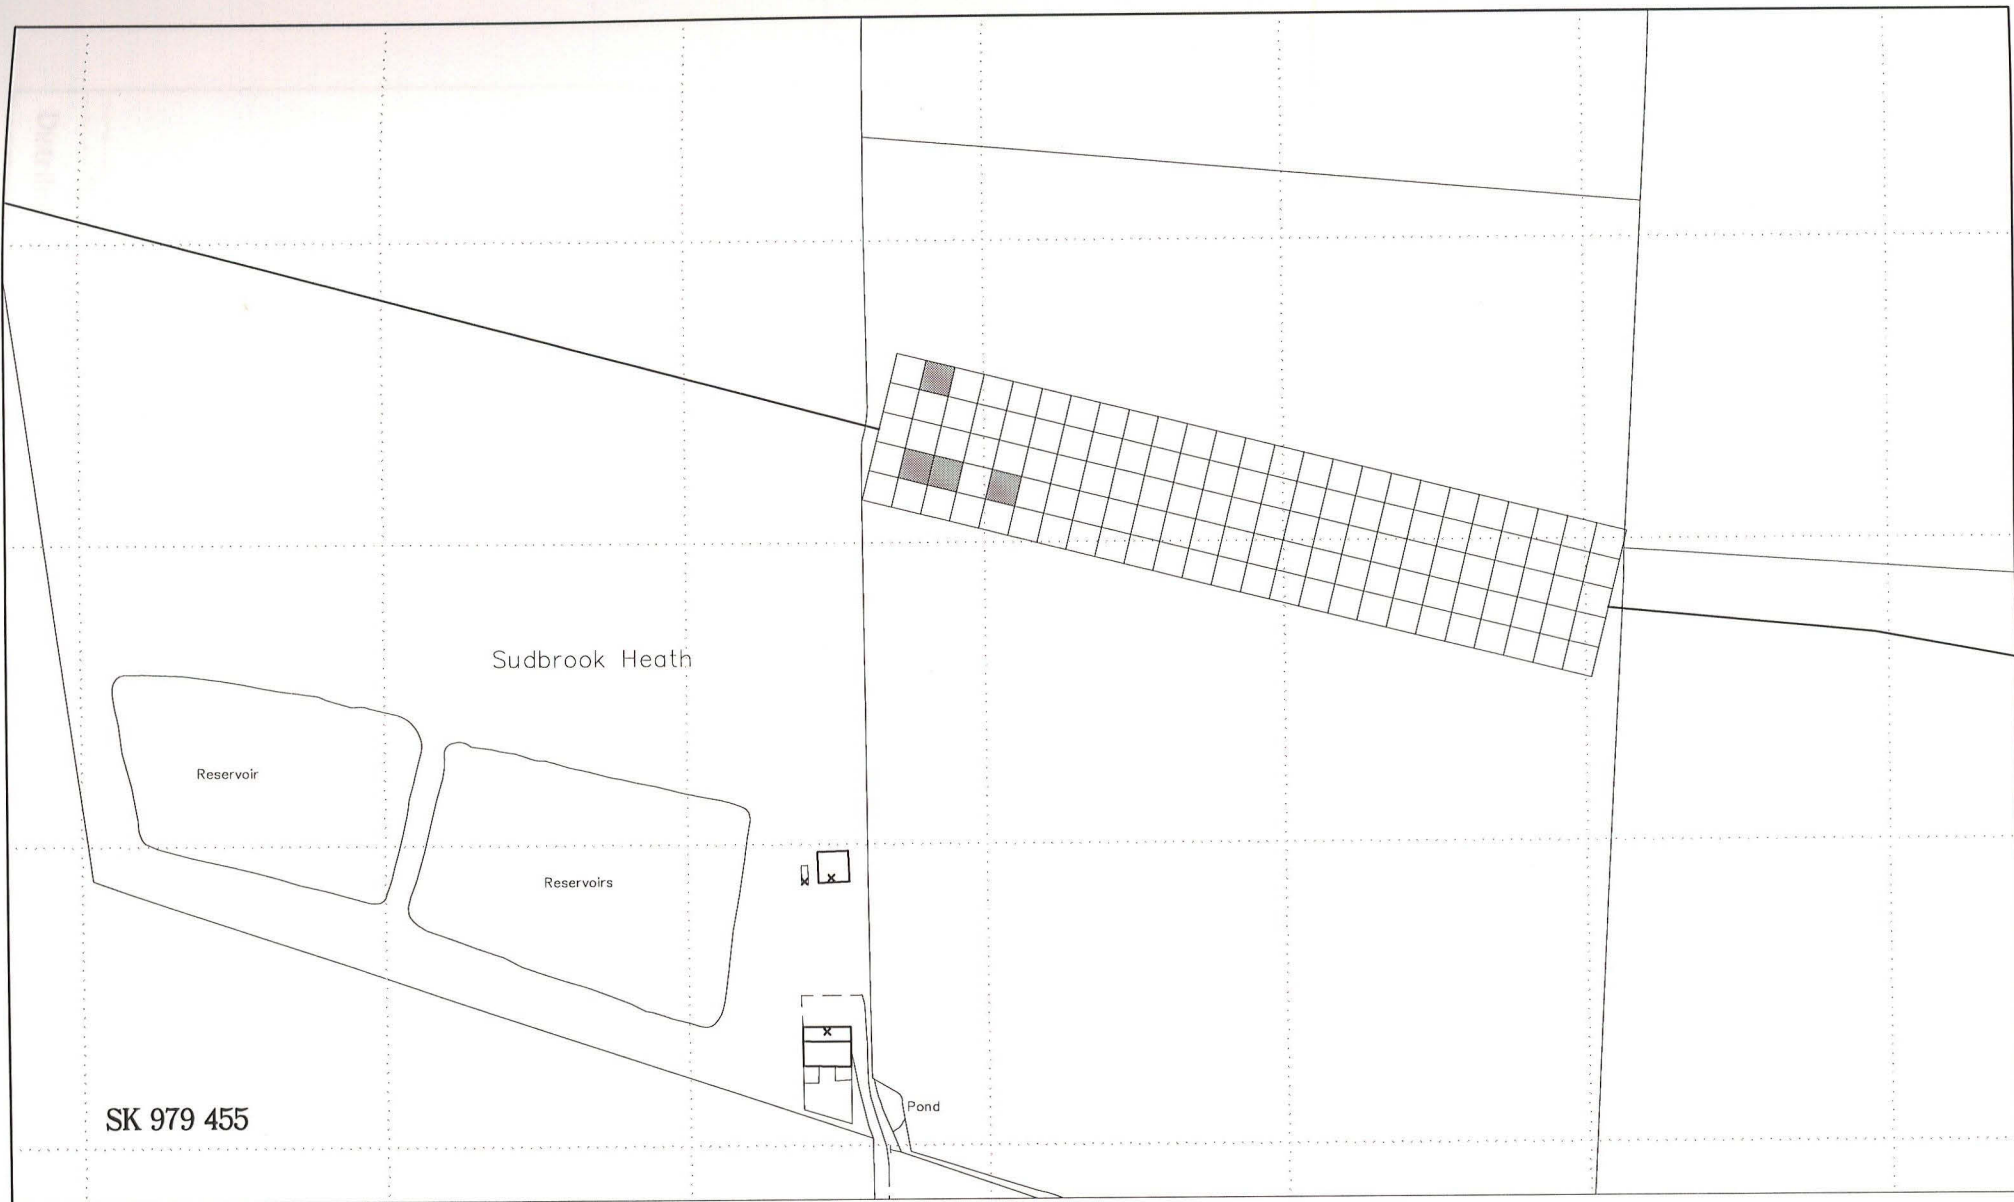 Sudbrook Heath
Reservoir
Reservoirs
Pond
SK 979 455